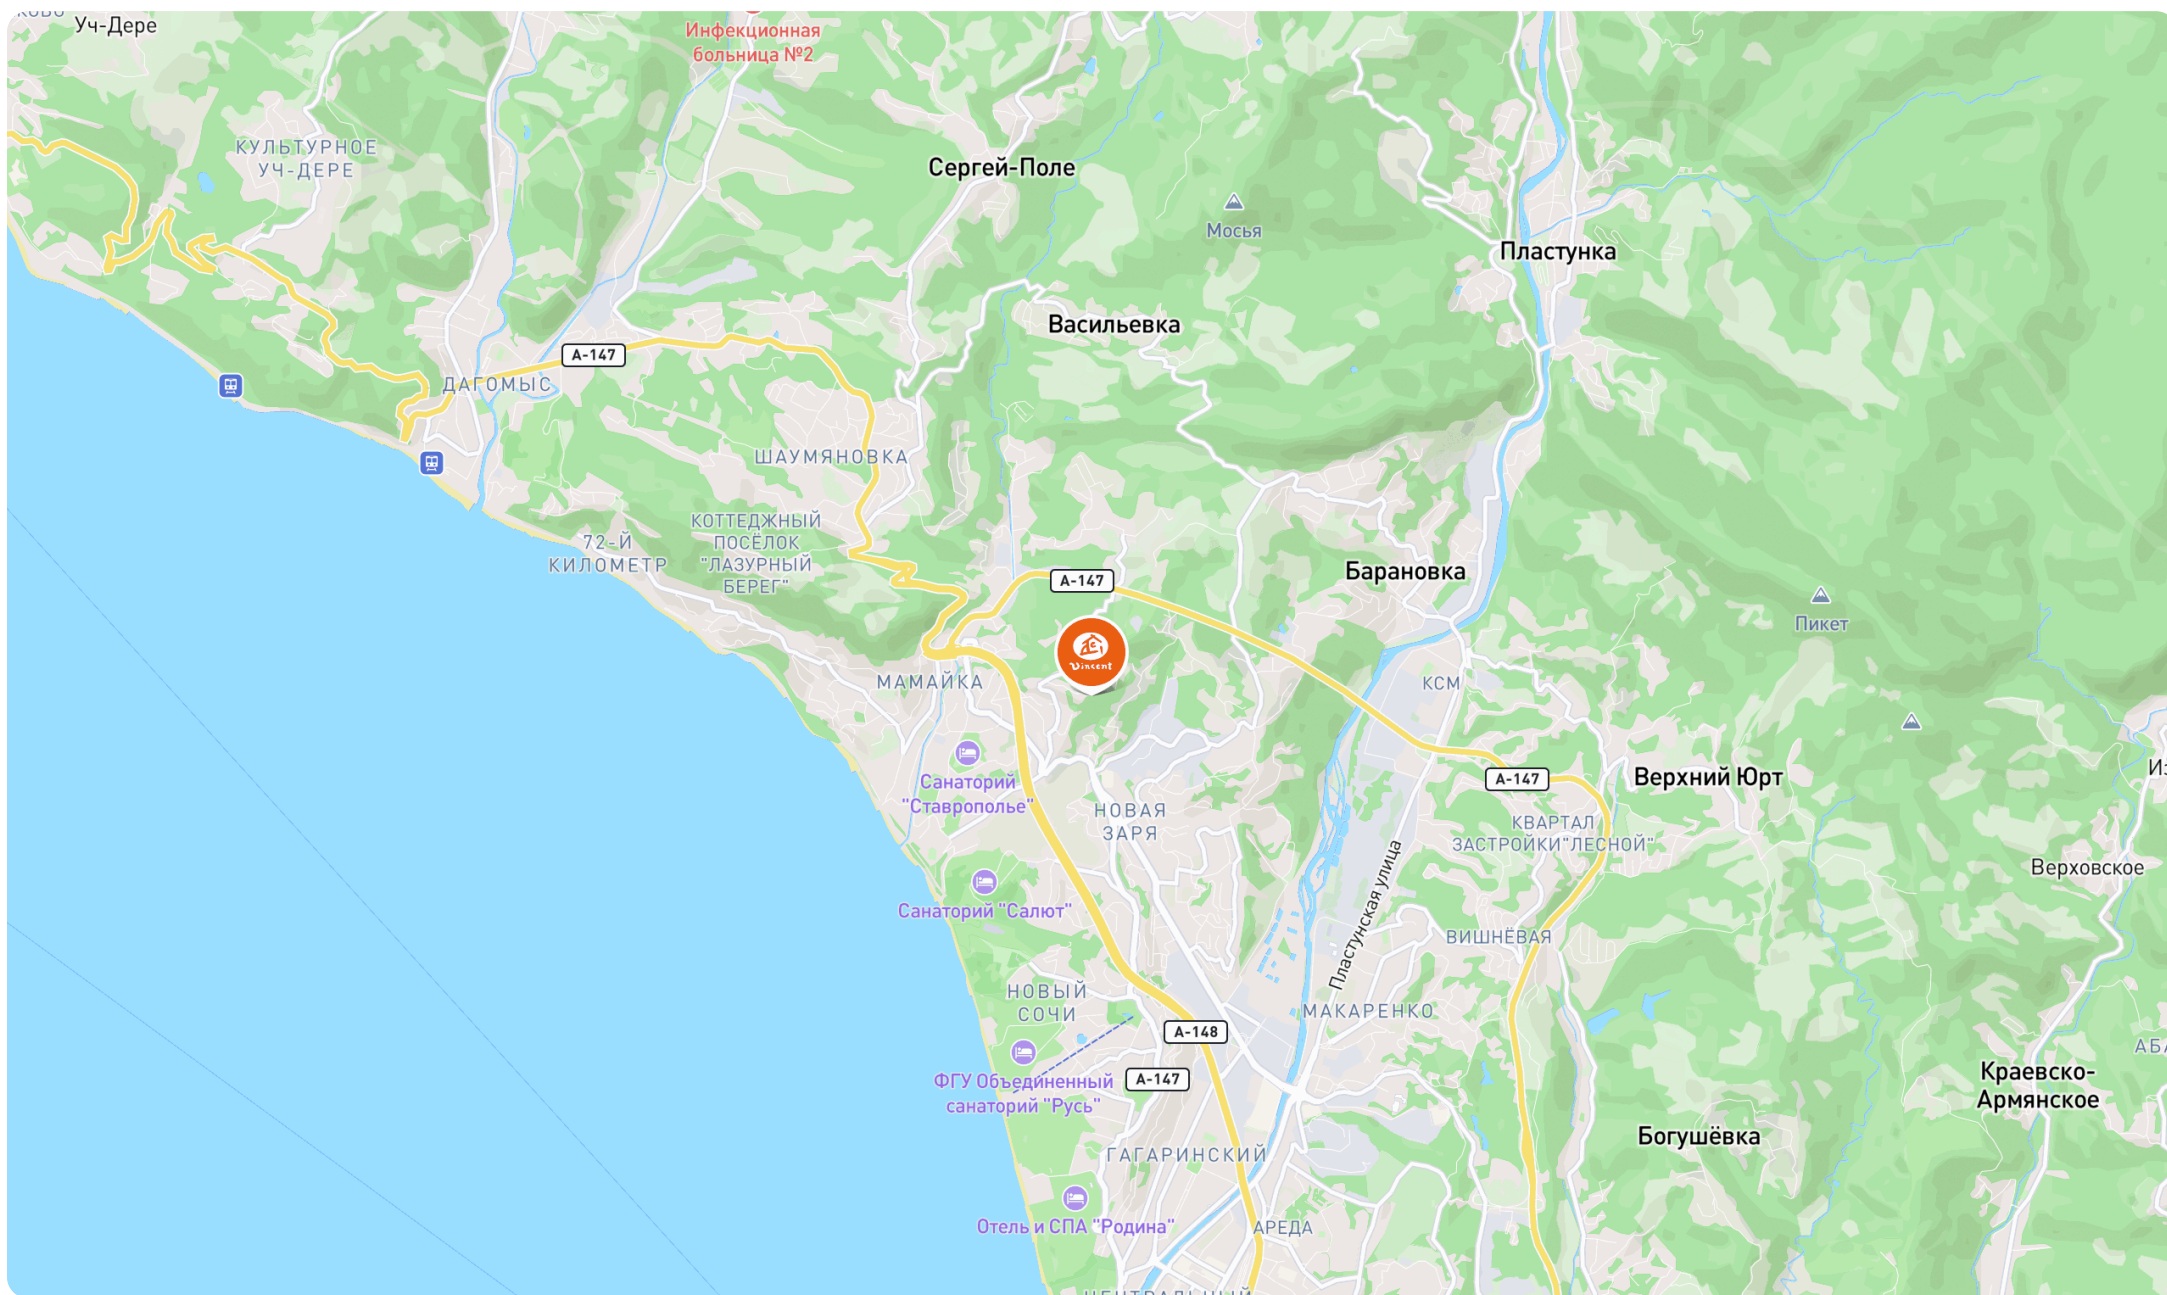 Уч-Дере
Инфекционная
больница №2
КУЛЬТУРНОЕ
УЧ-ДЕРЕ
Сергей-Поле
Мосья
Пластунка
Васильевка
А-147
ДАГОМЫС
ШАУМЯНОВКА
КОТТЕДЖНЫЙ
ПОСЁЛОК
"ЛАЗУРНЫЙ
БЕРЕГ"
72-Й
КИЛОМЕТР
А-147
Барановка
Пикет
Vincent
МАМАЙКА
КСМ
Санаторий
"Ставрополье"
А-147
Верхний Юрт
НОВАЯ
ЗАРЯ
КВАРТАЛ
ЗАСТРОЙКИ"ЛЕСНОЙ"
Верховское
Санаторий "Салют"
Пластунская улица
ВИШНЁВАЯ
НОВЫЙ
СОЧИ
МАКАРЕНКО
А-148
А-147
ФГУ Объединенный
санаторий "Русь"
Краевско-
Армянское
Богушёвка
ГАГАРИНСКИЙ
Отель и СПА "Родина"
АРЕДА